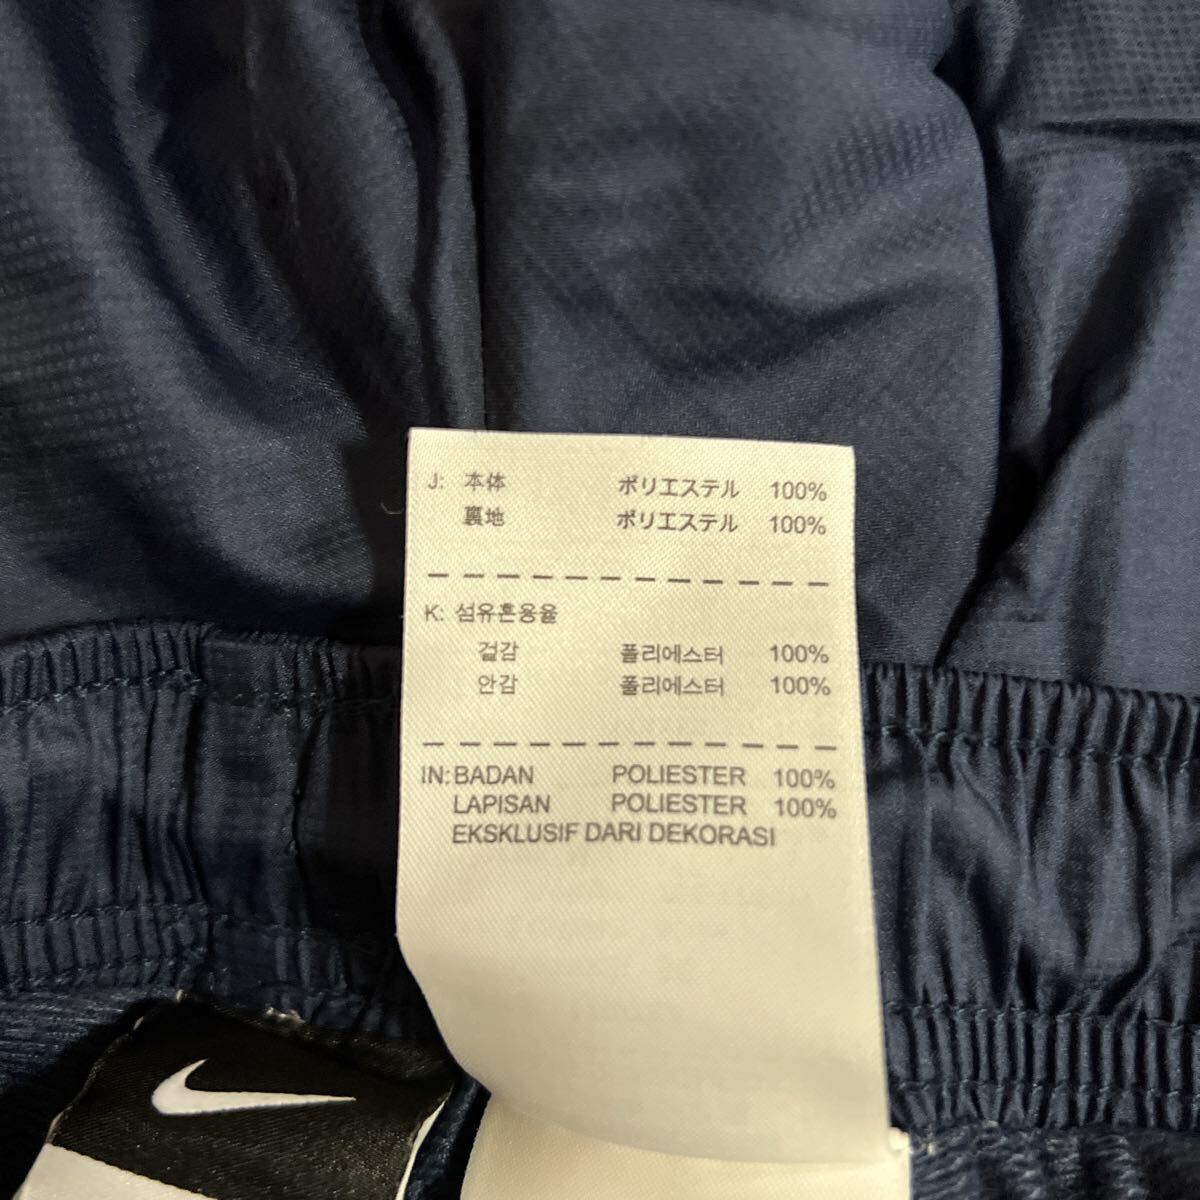 J: 本体 ポリエステル 100%
裏地 ポリエステル 100%
K: 섬유혼용율
겉감 폴리에스터 100%
안감 폴리에스터 100%
IN: BADAN POLIESTER 100%
LAPISAN POLIESTER 100%
EKSKLUSIF DARI DEKORASI